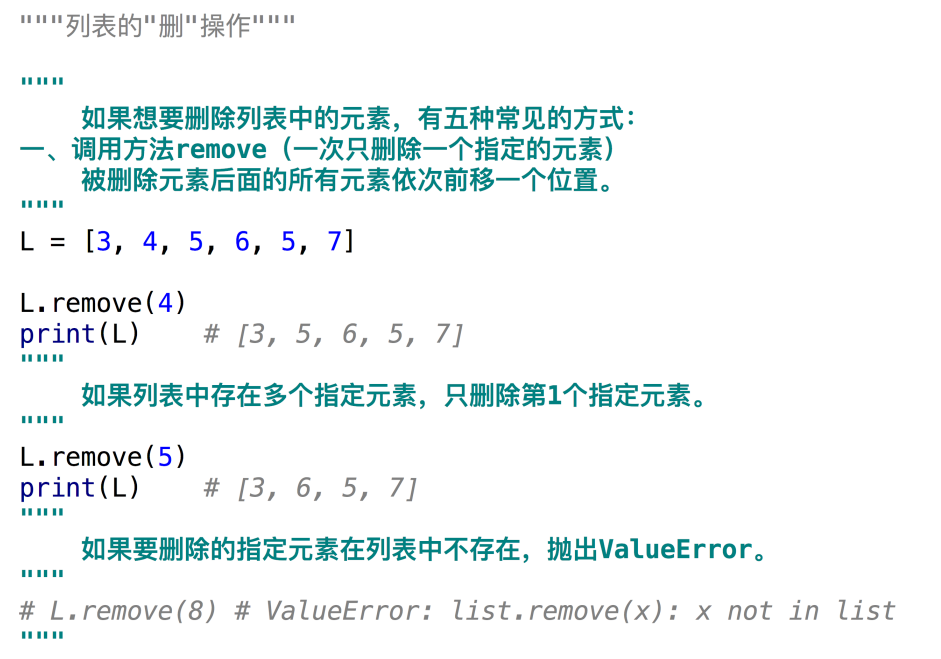 """列表的"删"操作"""
"""
如果想要删除列表中的元素，有五种常见的方式：
一、调用方法remove（一次只删除一个指定的元素）
被删除元素后面的所有元素依次前移一个位置。
"""
L = [3, 4, 5, 6, 5, 7]
L.remove(4)
print(L)    # [3, 5, 6, 5, 7]
"""
如果列表中存在多个指定元素，只删除第1个指定元素。
"""
L.remove(5)
print(L)    # [3, 6, 5, 7]
"""
如果要删除的指定元素在列表中不存在，抛出ValueError。
"""
# L.remove(8) # ValueError: list.remove(x): x not in list
"""